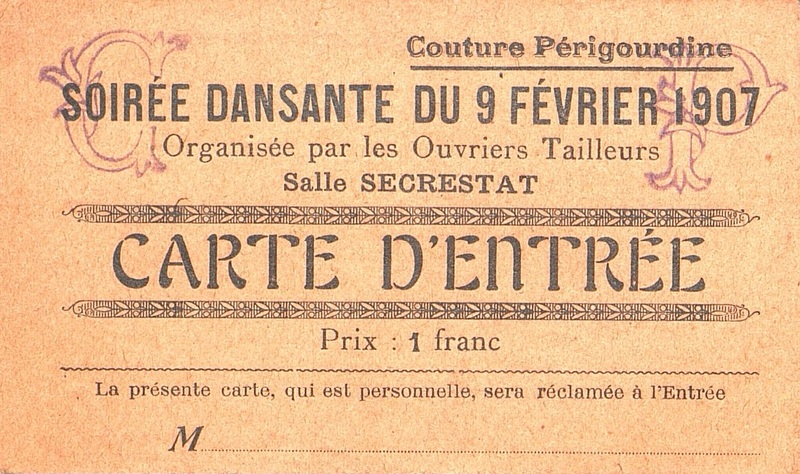 Couture Périgourdine
SOIRÉE DANSANTE DU 9 FÉVRIER 1907
Organisée par les Ouvriers Tailleurs
Salle SECRESTAT
CARTE D'ENTRÉE
Prix : 1 franc
La présente carte, qui est personnelle, sera réclamée à l'Entrée
M
C P